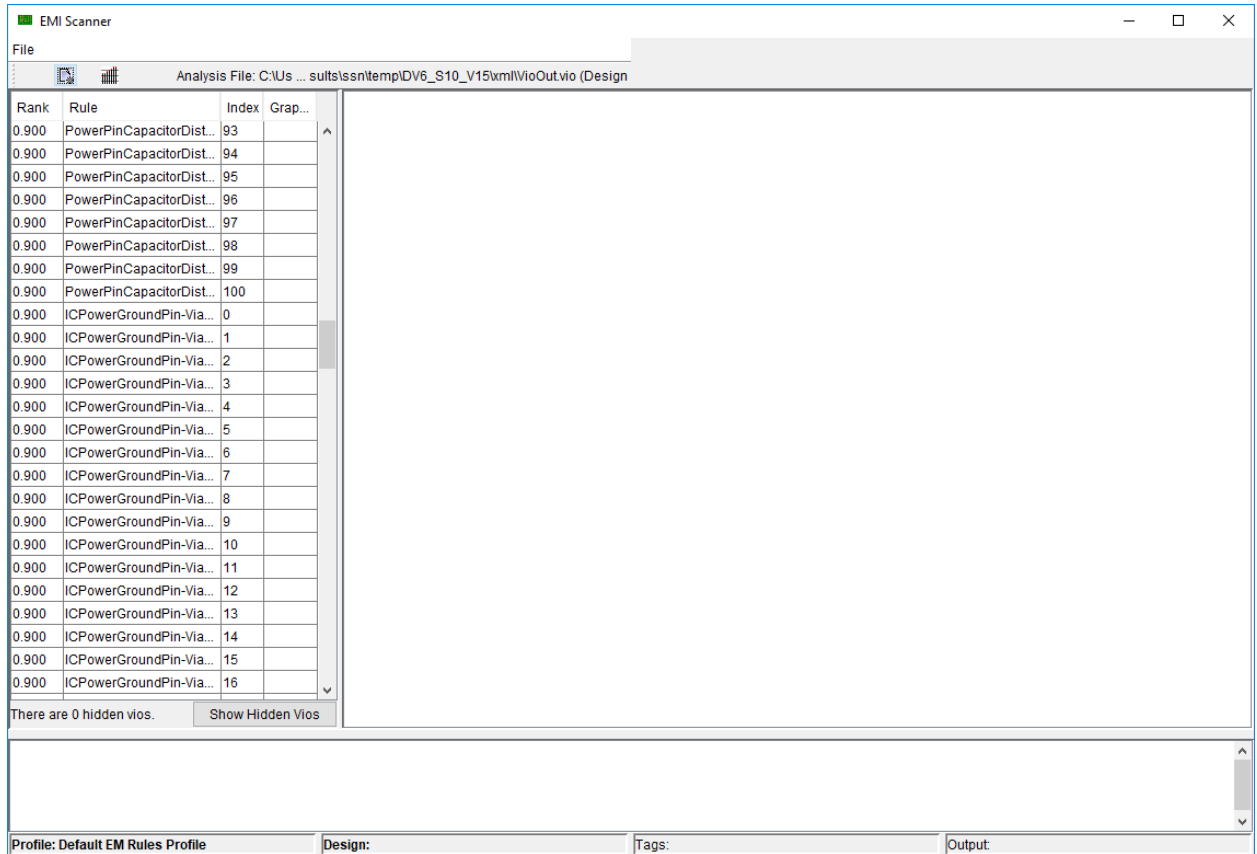 EMI Scanner
File
Analysis File: C:\Us ... sults\ssn\temp\DV6_S10_V15\xml\VioOut.vio (Design
Rank Rule Index Grap...
0.900 PowerPinCapacitorDist... 93
0.900 PowerPinCapacitorDist... 94
0.900 PowerPinCapacitorDist... 95
0.900 PowerPinCapacitorDist... 96
0.900 PowerPinCapacitorDist... 97
0.900 PowerPinCapacitorDist... 98
0.900 PowerPinCapacitorDist... 99
0.900 PowerPinCapacitorDist... 100
0.900 ICPowerGroundPin-Via... 0
0.900 ICPowerGroundPin-Via... 1
0.900 ICPowerGroundPin-Via... 2
0.900 ICPowerGroundPin-Via... 3
0.900 ICPowerGroundPin-Via... 4
0.900 ICPowerGroundPin-Via... 5
0.900 ICPowerGroundPin-Via... 6
0.900 ICPowerGroundPin-Via... 7
0.900 ICPowerGroundPin-Via... 8
0.900 ICPowerGroundPin-Via... 9
0.900 ICPowerGroundPin-Via... 10
0.900 ICPowerGroundPin-Via... 11
0.900 ICPowerGroundPin-Via... 12
0.900 ICPowerGroundPin-Via... 13
0.900 ICPowerGroundPin-Via... 14
0.900 ICPowerGroundPin-Via... 15
0.900 ICPowerGroundPin-Via... 16
There are 0 hidden vios. Show Hidden Vios
Profile: Default EM Rules Profile Design: Tags: Output: